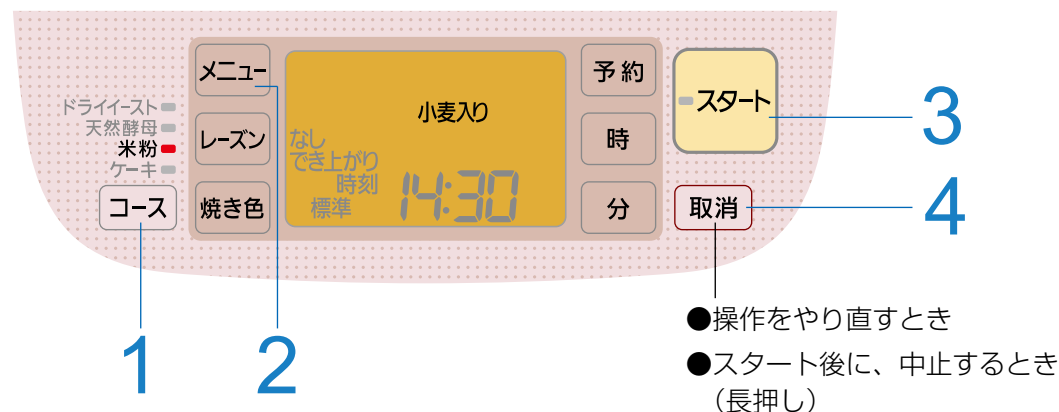 メニュー
予約
スタート
ドライイースト
天然酵母
米粉
ケーキ
小麦入り
3
レーズン
なし
でき上がり
時刻
時
コース
焼き色
標準
14:30
分
取消
4
1
2
●操作をやり直すとき
●スタート後に、中止するとき
（長押し）